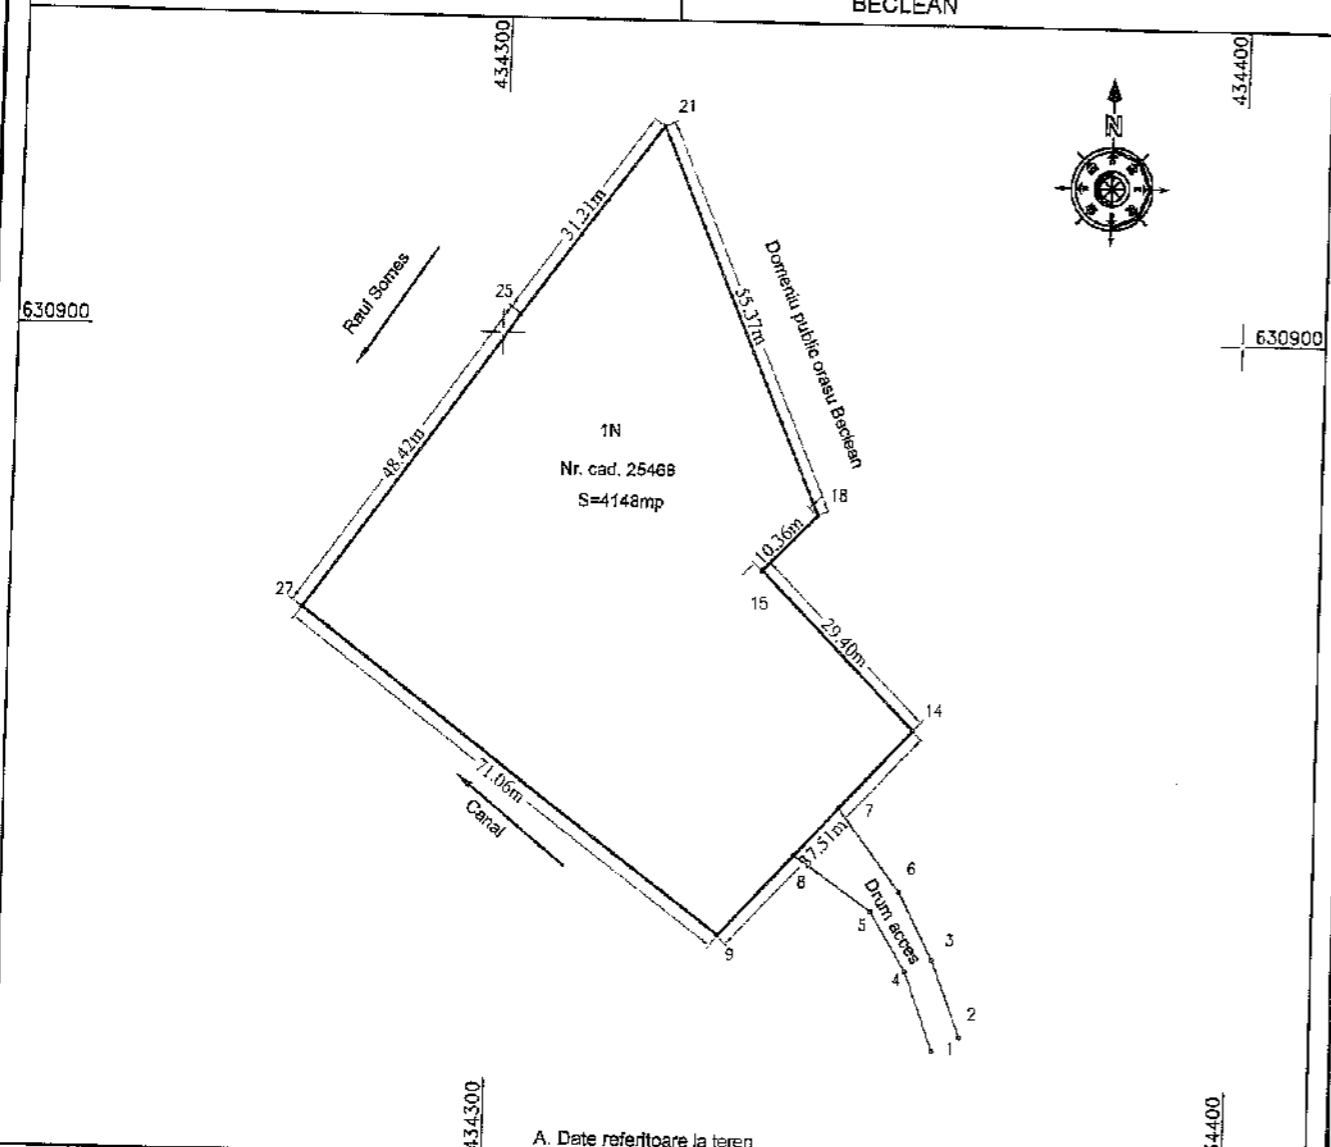 BECLEAN
434300
434400
N
21
31.21m
Raul Somes
25
630900
630900
55.37m
Domeniu public orasu Beclean
48.42m
1N
Nr. cad. 25468
S=4148mp
18
10.36m
27
15
29.40m
14
71.06m
Canal
7
37.51m
8
6
Drum acces
5
3
9
4
2
1
434300
434400
A. Date referitoare la teren